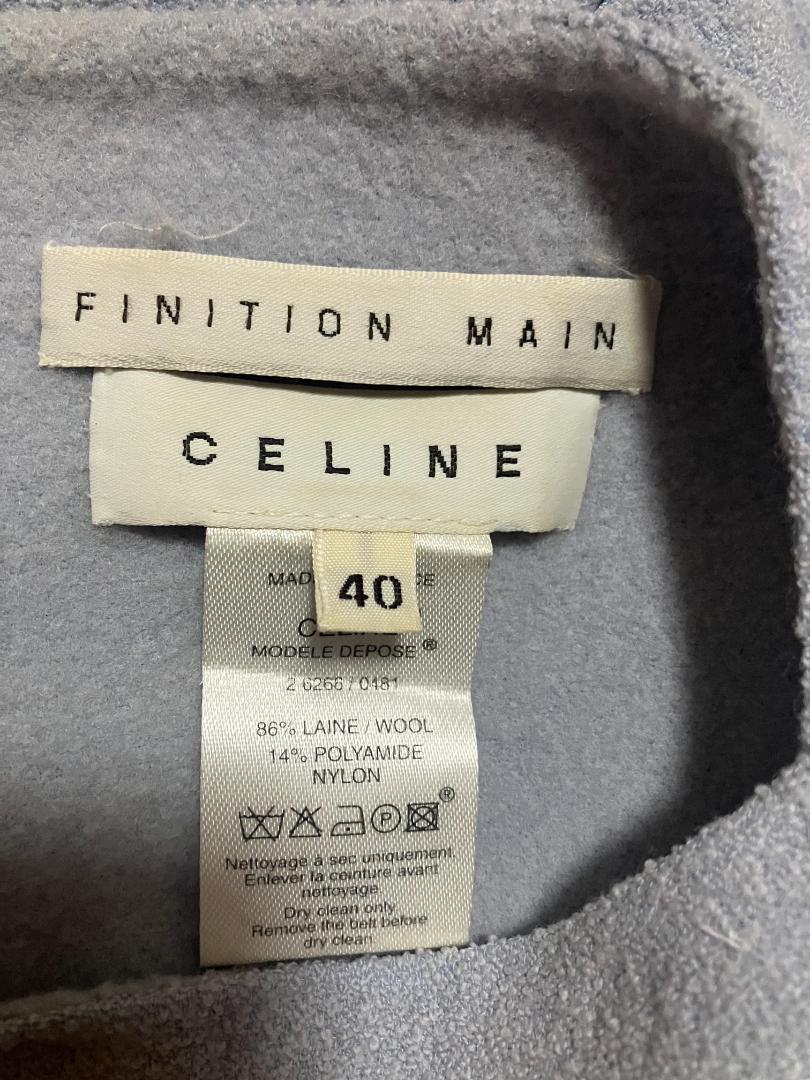 FINITION MAIN
CELINE
40
MODELE DEPOSE ®
2 6266 / 0481
86% LAINE / WOOL
14% POLYAMIDE
NYLON
P ®
Nettoyage à sec uniquement.
Enlever la ceinture avant
nettoyage.
Dry clean only.
Remove the belt before
dry clean.